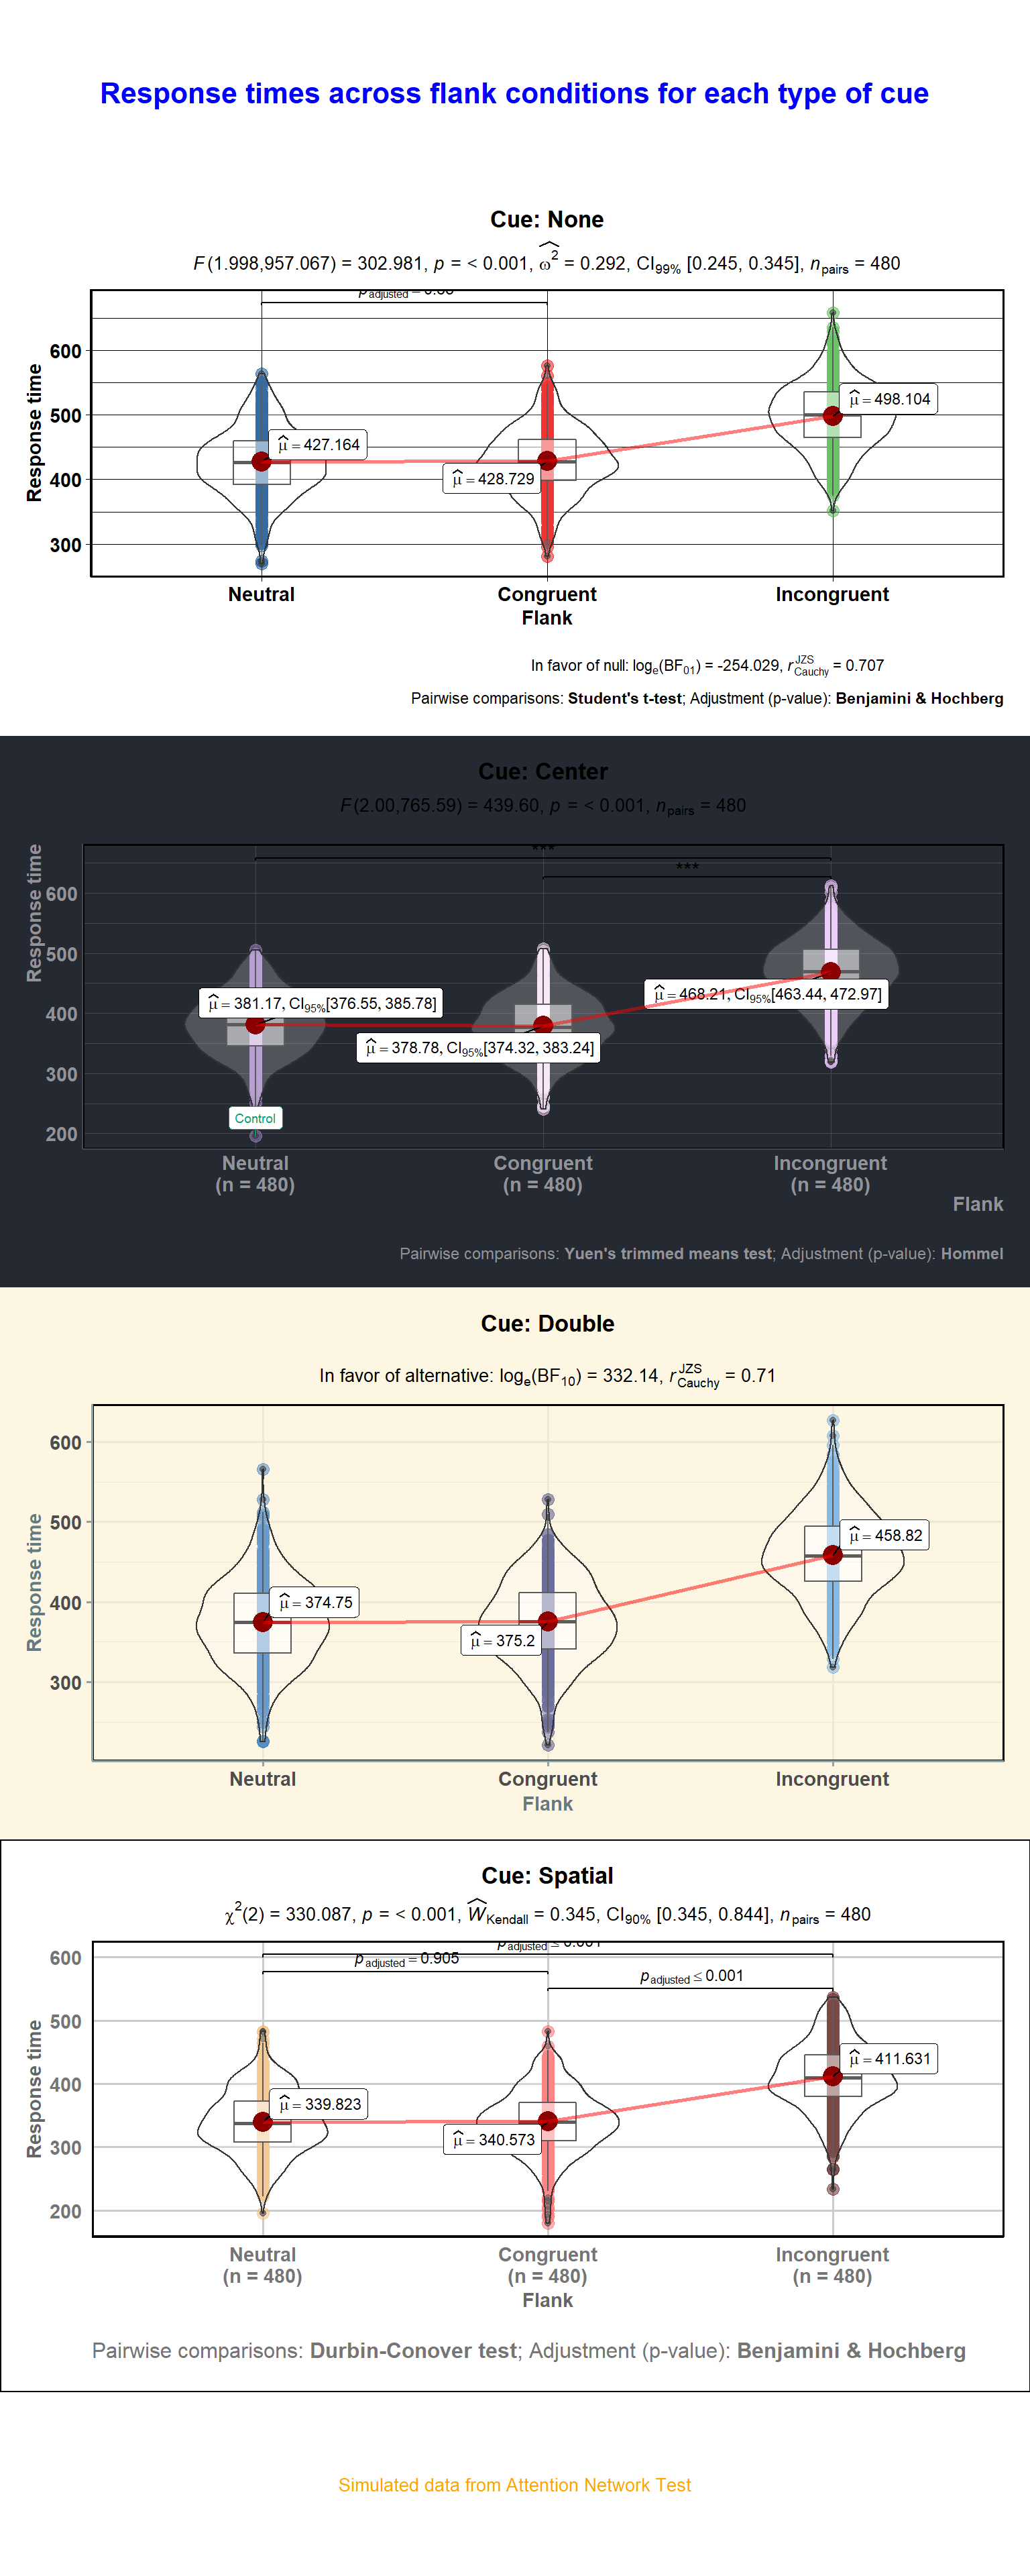 Response times across flank conditions for each type of cue
Cue: None
F(1.998,957.067) = 302.981, p = < 0.001, ω̂² = 0.292, CI99% [0.245, 0.345], npairs = 480
Response time
600
500
400
300
μ̂ = 427.164
μ̂ = 428.729
μ̂ = 498.104
Neutral
Congruent
Incongruent
Flank
In favor of null: loge(BF01) = -254.029, rJZSCauchy = 0.707
Pairwise comparisons: Student's t-test; Adjustment (p-value): Benjamini & Hochberg
Cue: Center
F(2.00,765.59) = 439.60, p = < 0.001, npairs = 480
Response time
***
***
600
500
400
300
200
μ̂ = 381.17, CI95%[376.55, 385.78]
μ̂ = 378.78, CI95%[374.32, 383.24]
μ̂ = 468.21, CI95%[463.44, 472.97]
Control
Neutral
(n = 480)
Congruent
(n = 480)
Incongruent
(n = 480)
Flank
Pairwise comparisons: Yuen's trimmed means test; Adjustment (p-value): Hommel
Cue: Double
In favor of alternative: loge(BF10) = 332.14, rJZSCauchy = 0.71
Response time
600
500
400
300
μ̂ = 374.75
μ̂ = 375.2
μ̂ = 458.82
Neutral
Congruent
Incongruent
Flank
Cue: Spatial
χ²(2) = 330.087, p = < 0.001, ŴKendall = 0.345, CI90% [0.345, 0.844], npairs = 480
Response time
padjusted ≤ 0.001
padjusted = 0.905
padjusted ≤ 0.001
600
500
400
300
200
μ̂ = 339.823
μ̂ = 340.573
μ̂ = 411.631
Neutral
(n = 480)
Congruent
(n = 480)
Incongruent
(n = 480)
Flank
Pairwise comparisons: Durbin-Conover test; Adjustment (p-value): Benjamini & Hochberg
Simulated data from Attention Network Test